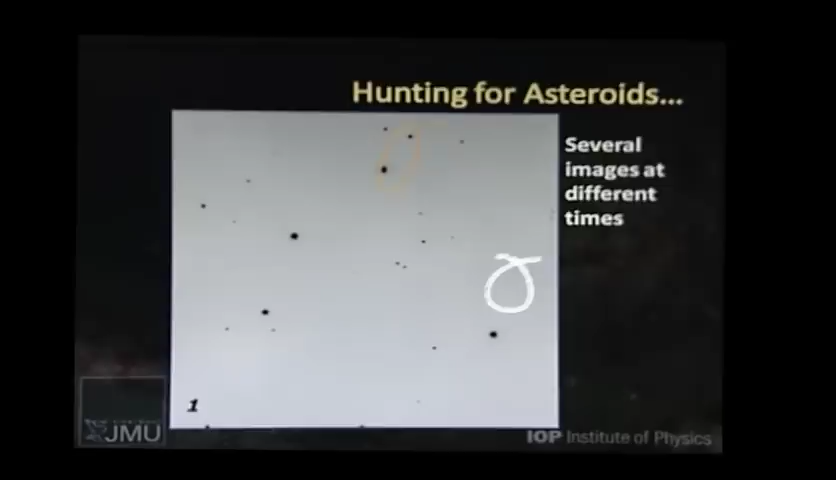 Hunting for Asteroids...
Several
images at
different
times
1
JMU
IOP Institute of Physics